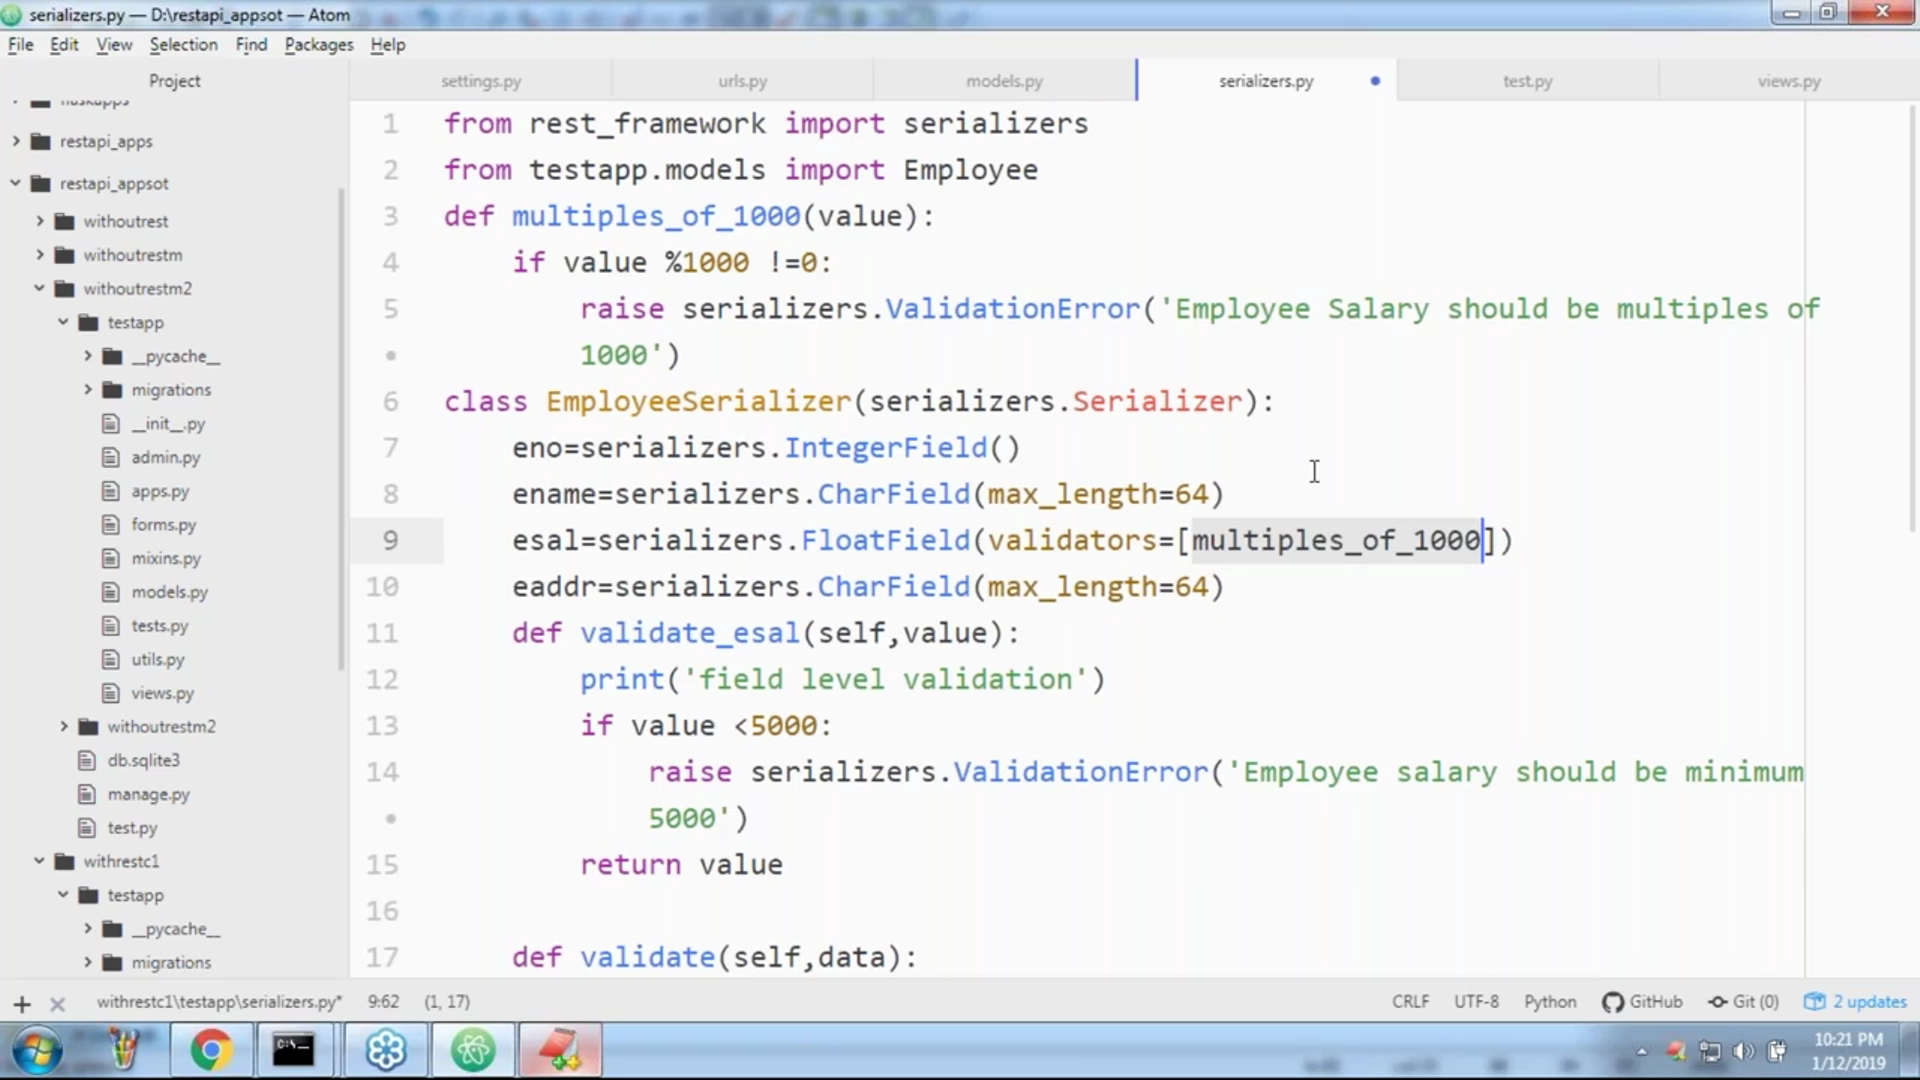 serializers.py — D:\restapi_appsot — Atom
File Edit View Selection Find Packages Help
Project
settings.py
urls.py
models.py
serializers.py
test.py
views.py
restapi_apps
restapi_appsot
withoutrest
withoutrestm
withoutrestm2
testapp
__pycache__
migrations
__init__.py
admin.py
apps.py
forms.py
mixins.py
models.py
tests.py
utils.py
views.py
withoutrestm2
db.sqlite3
manage.py
test.py
withrestc1
testapp
__pycache__
migrations
1 from rest_framework import serializers
2 from testapp.models import Employee
3 def multiples_of_1000(value):
4 if value %1000 !=0:
5 raise serializers.ValidationError('Employee Salary should be multiples of
• 1000')
6 class EmployeeSerializer(serializers.Serializer):
7 eno=serializers.IntegerField()
8 ename=serializers.CharField(max_length=64)
9 esal=serializers.FloatField(validators=[multiples_of_1000])
10 eaddr=serializers.CharField(max_length=64)
11 def validate_esal(self,value):
12 print('field level validation')
13 if value <5000:
14 raise serializers.ValidationError('Employee salary should be minimum
• 5000')
15 return value
16
17 def validate(self,data):
withrestc1\testapp\serializers.py* 9:62 (1, 17)
CRLF UTF-8 Python GitHub Git (0) 2 updates
10:21 PM
1/12/2019